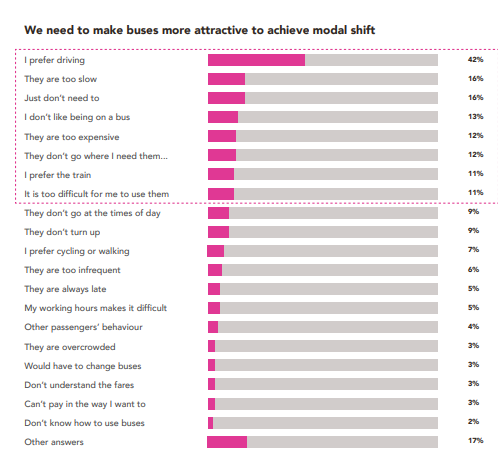 We need to make buses more attractive to achieve modal shift
I prefer driving 42%
They are too slow 16%
Just don't need to 16%
I don't like being on a bus 13%
They are too expensive 12%
They don't go where I need them... 12%
I prefer the train 11%
It is too difficult for me to use them 11%
They don't go at the times of day 9%
They don't turn up 9%
I prefer cycling or walking 7%
They are too infrequent 6%
They are always late 5%
My working hours makes it difficult 5%
Other passengers' behaviour 4%
They are overcrowded 3%
Would have to change buses 3%
Don't understand the fares 3%
Can't pay in the way I want to 3%
Don't know how to use buses 2%
Other answers 17%